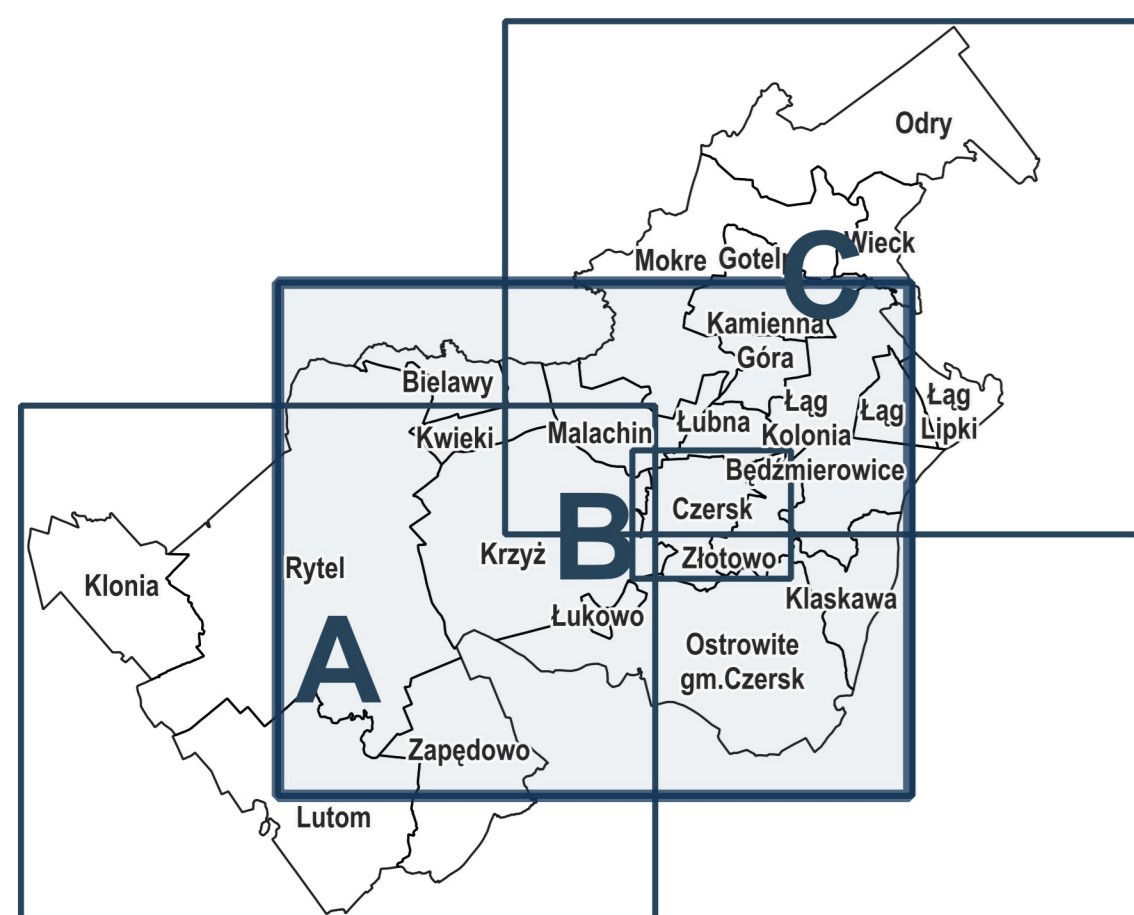 Odry
Wieck
C
Mokre
Gotelp
Kamienna
Góra
Bielawy
Łąg
Kolonia
Łąg
Łąg
Lipki
Kwieki
Malachin
Łubna
Będźmierowice
Czersk
B
Krzyż
Złotowo
Rytel
Klonia
Łukowo
Klaskawa
A
Ostrowite
gm.Czersk
Zapędowo
Lutom